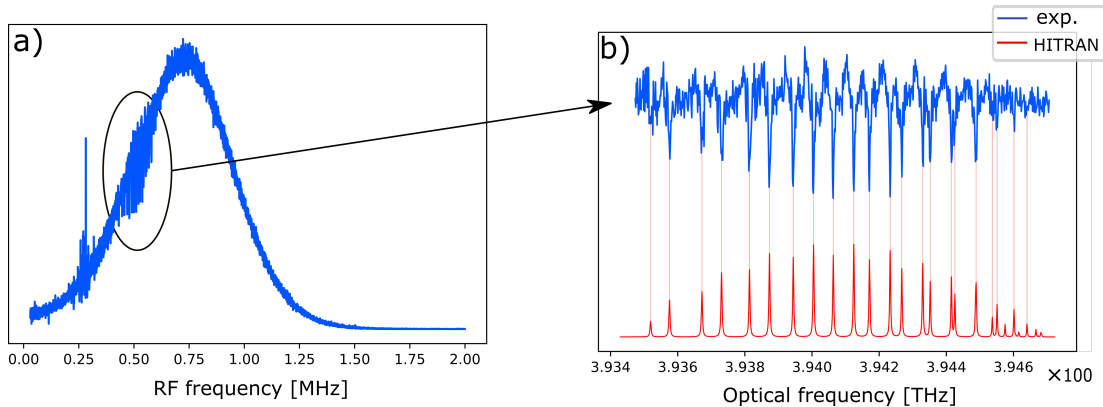 a)
0.00 0.25 0.50 0.75 1.00 1.25 1.50 1.75 2.00
RF frequency [MHz]
b)
exp.
HITRAN
3.934 3.936 3.938 3.940 3.942 3.944 3.946
×100
Optical frequency [THz]